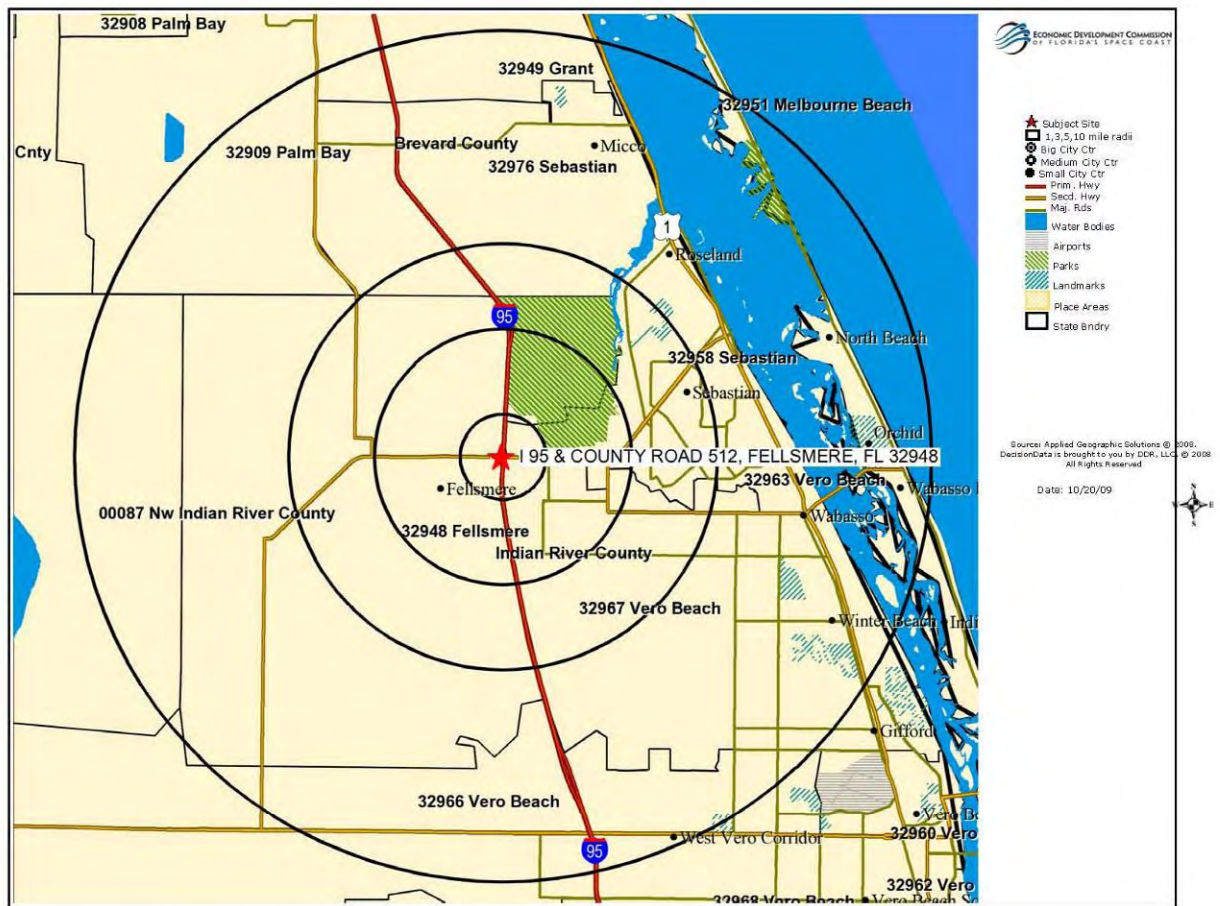 32908 Palm Bay
32949 Grant
32951 Melbourne Beach
Cnty
32909 Palm Bay
Brevard County
Micco
32976 Sebastian
1
Roseland
95
North Beach
32958 Sebastian
Sebastian
Orchid
I 95 & COUNTY ROAD 512, FELLSMERE, FL 32948
32963 Vero Beach
Fellsmere
Wabasso
00087 Nw Indian River County
Wabasso
32948 Fellsmere
Indian River County
32967 Vero Beach
Winter Beach
Indi
Gifford
32966 Vero Beach
Vero Be
32960 Vero
West Vero Corridor
95
32962 Vero
32968 Vero Beach
Vero Beach So
ECONOMIC DEVELOPMENT COMMISSION
OF FLORIDA'S SPACE COAST
Subject Site
1,3,5,10 mile radii
Big City Ctr
Medium City Ctr
Small City Ctr
Prim. Hwy
Secd. Hwy
Maj. Rds
Water Bodies
Airports
Parks
Landmarks
Place Areas
State Bndry
Source: Applied Geographic Solutions © 2008.
DecisionData is brought to you by DDR, LLC. © 2008
All Rights Reserved
Date: 10/20/09
N
W E
S